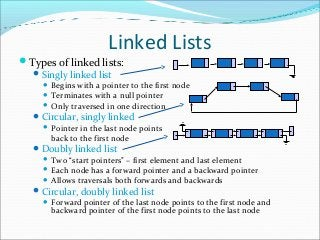 Linked Lists
Types of linked lists:
Singly linked list
Begins with a pointer to the first node
Terminates with a null pointer
Only traversed in one direction
Circular, singly linked
Pointer in the last node points
back to the first node
Doubly linked list
Two "start pointers" – first element and last element
Each node has a forward pointer and a backward pointer
Allows traversals both forwards and backwards
Circular, doubly linked list
Forward pointer of the last node points to the first node and
backward pointer of the first node points to the last node